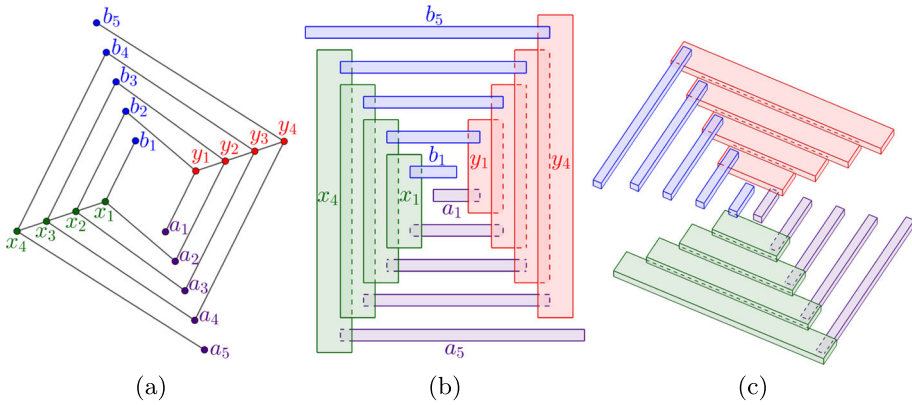 b₅
b₄
b₃
b₂
b₁
y₁ y₂ y₃ y₄
x₄ x₃ x₂ x₁
a₁
a₂
a₃
a₄
a₅
(a)
b₅
b₁
x₄ x₁ y₁ y₄
a₁
a₅
(b)
(c)